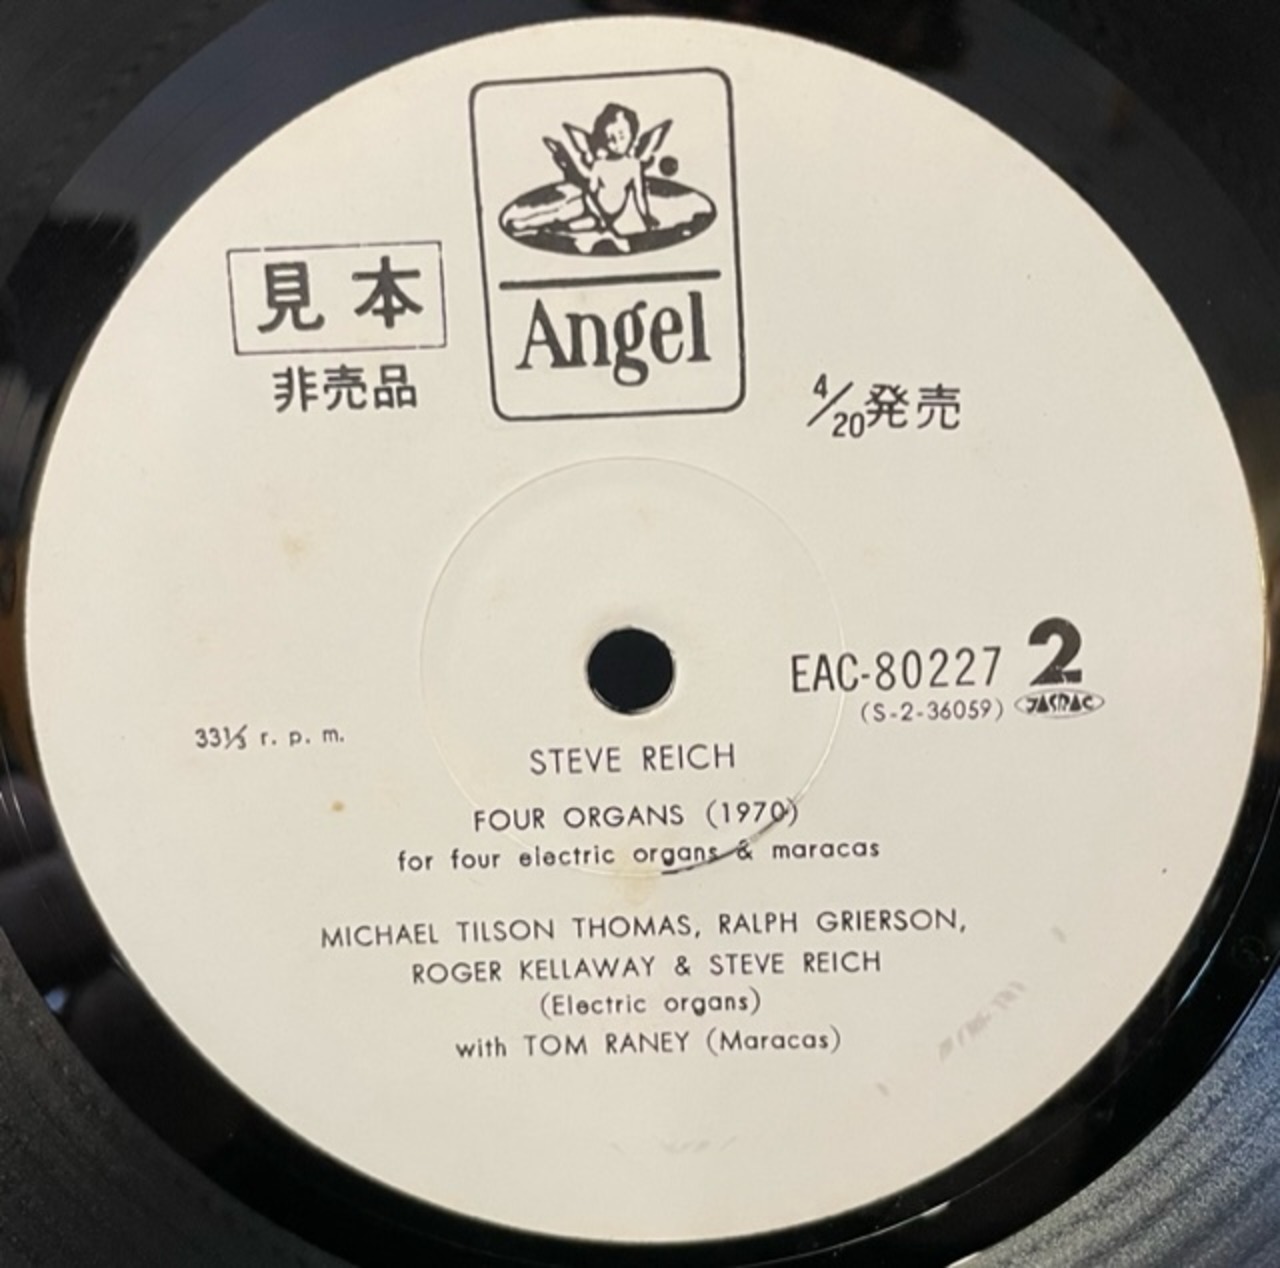 Angel
見本
非売品
4/20発売
EAC-80227 2
(S-2-36059) JASRAC
33⅓ r. p. m.
STEVE REICH
FOUR ORGANS (1970)
for four electric organs & maracas
MICHAEL TILSON THOMAS, RALPH GRIERSON,
ROGER KELLAWAY & STEVE REICH
(Electric organs)
with TOM RANEY (Maracas)